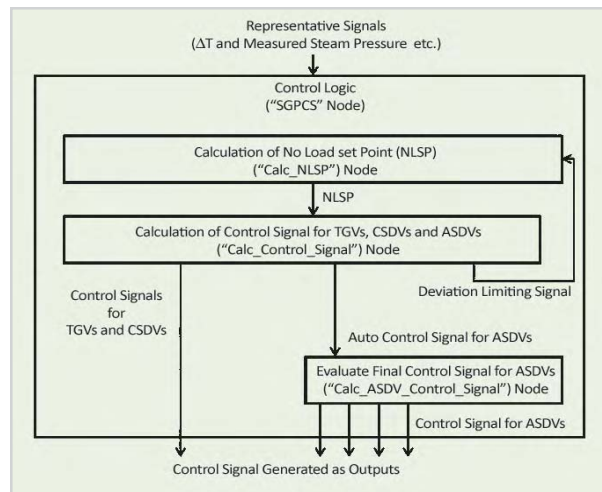 Representative Signals
(ΔT and Measured Steam Pressure etc.)
Control Logic
("SGPCS" Node)
Calculation of No Load set Point (NLSP)
("Calc_NLSP") Node
NLSP
Calculation of Control Signal for TGVs, CSDVs and ASDVs
("Calc_Control_Signal") Node
Control Signals
for
TGVs and CSDVs
Deviation Limiting Signal
Auto Control Signal for ASDVs
Evaluate Final Control Signal for ASDVs
("Calc_ASDV_Control_Signal") Node
Control Signal for ASDVs
Control Signal Generated as Outputs